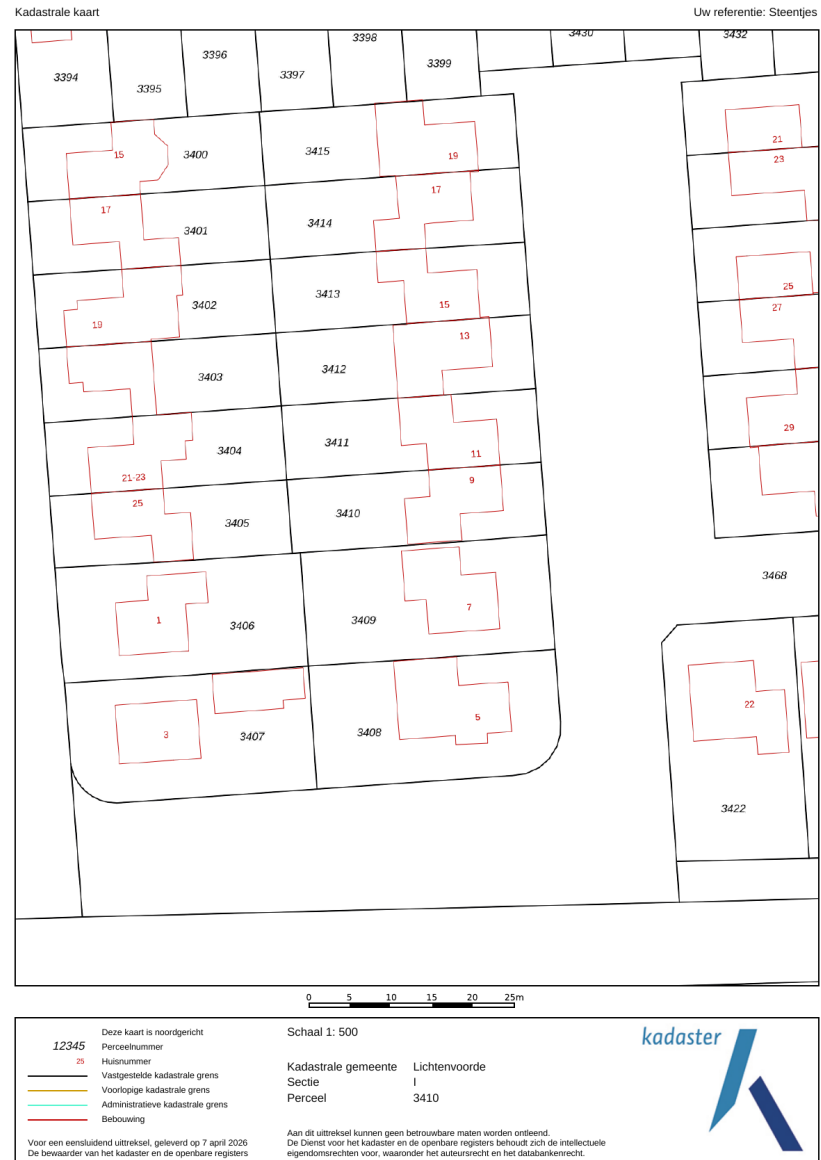 Kadastrale kaart
Uw referentie: Steentjes
3398
3430
3432
3396
3399
3394
3397
3395
21
15
3400
3415
19
23
17
17
3401
3414
25
3413
3402
15
27
19
13
3412
3403
29
3411
3404
11
21-23
9
25
3410
3405
3468
7
1
3409
3406
22
5
3
3408
3407
3422
0 5 10 15 20 25m
Deze kaart is noordgericht
12345 Perceelnummer
25 Huisnummer
Vastgestelde kadastrale grens
Voorlopige kadastrale grens
Administratieve kadastrale grens
Bebouwing
Voor een eensluidend uittreksel, geleverd op 7 april 2026
De bewaarder van het kadaster en de openbare registers
Schaal 1: 500
Kadastrale gemeente Lichtenvoorde
Sectie I
Perceel 3410
Aan dit uittreksel kunnen geen betrouwbare maten worden ontleend.
De Dienst voor het kadaster en de openbare registers behoudt zich de intellectuele
eigendomsrechten voor, waaronder het auteursrecht en het databankenrecht.
kadaster